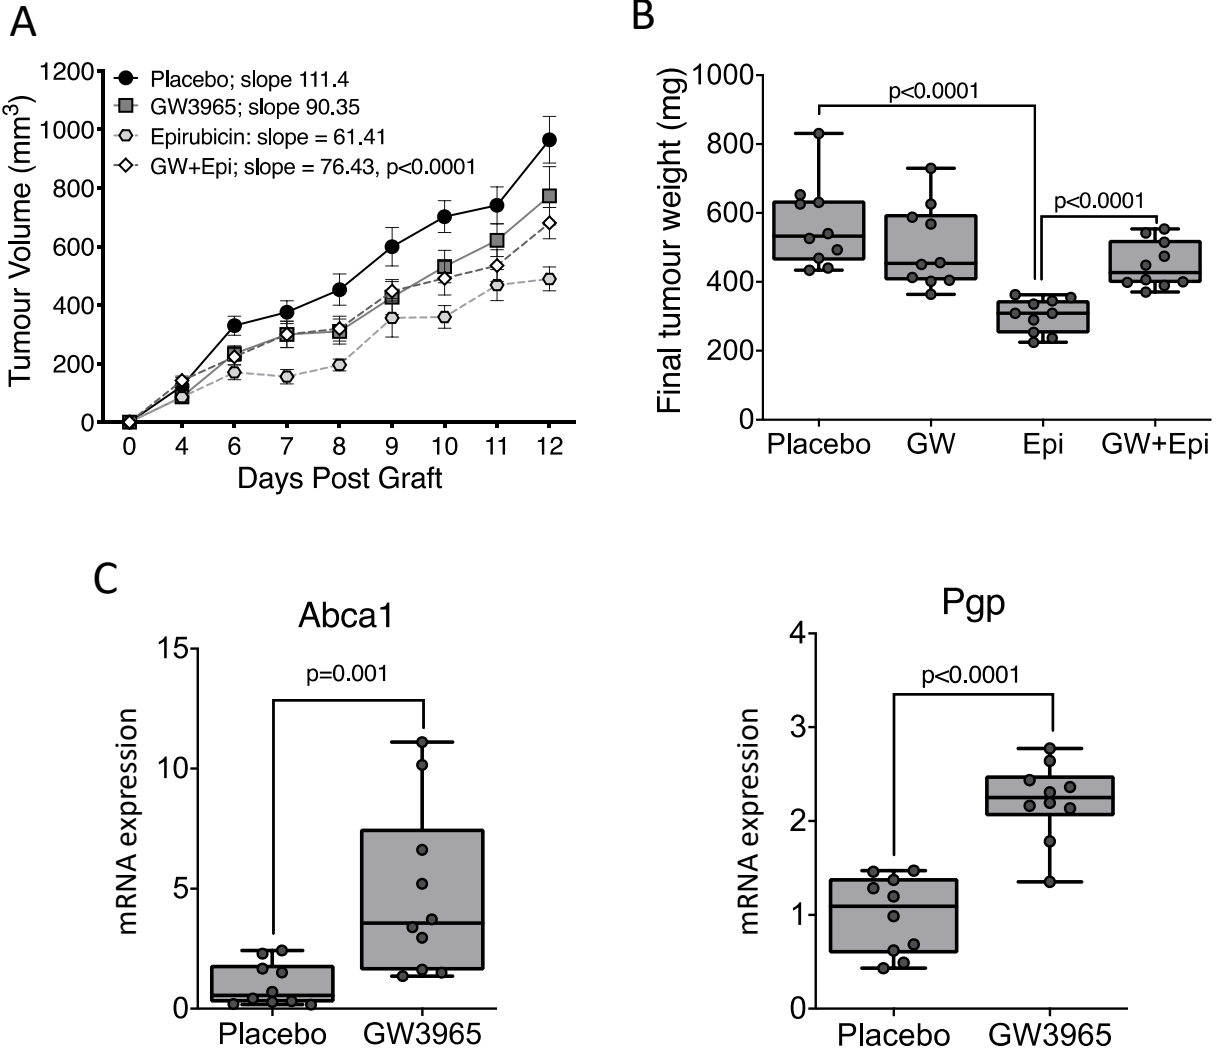 A
Tumour Volume (mm3)
1200
1000
800
600
400
200
0
Placebo; slope 111.4
GW3965; slope 90.35
Epirubicin: slope = 61.41
GW+Epi; slope = 76.43, p<0.0001
0 4 6 7 8 9 10 11 12
Days Post Graft
B
Final tumour weight (mg)
1000
800
600
400
200
0
p<0.0001
p<0.0001
Placebo GW Epi GW+Epi
C
Abca1
mRNA expression
15
10
5
0
p=0.001
Placebo GW3965
Pgp
mRNA expression
4
3
2
1
0
p<0.0001
Placebo GW3965